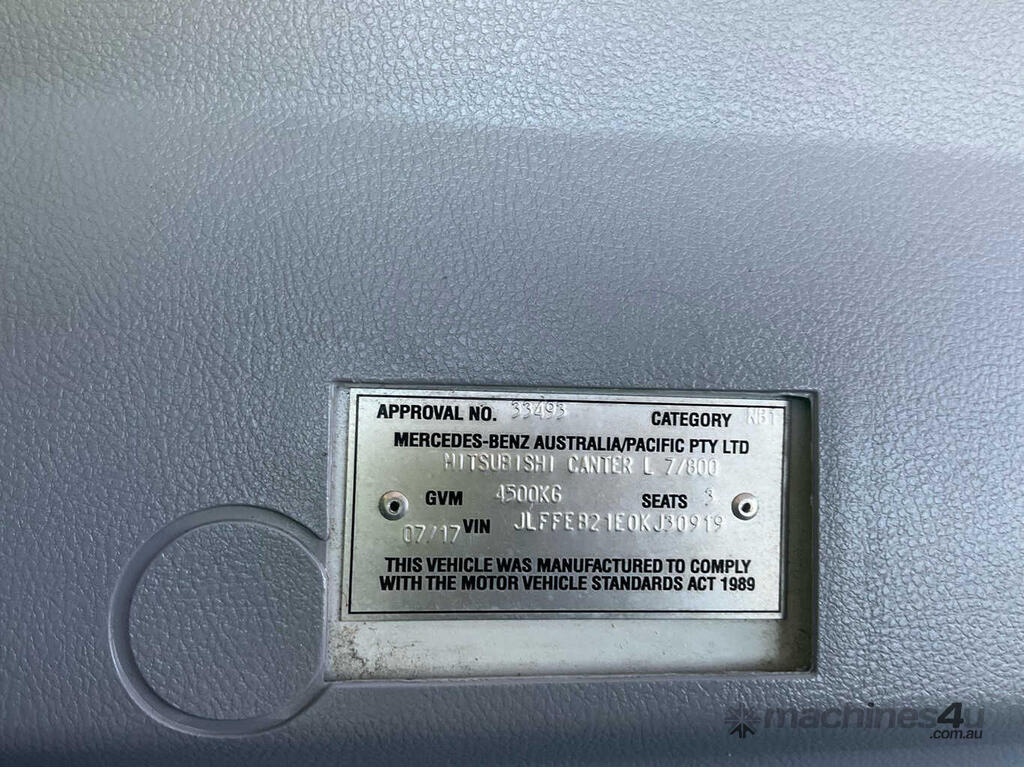 APPROVAL NO. 33493 CATEGORY NB1
MERCEDES-BENZ AUSTRALIA/PACIFIC PTY LTD
MITSUBISHI CANTER L 7/800
GVM 4500KG SEATS 3
07/17 VIN JLFFEB21E0KJ30919
THIS VEHICLE WAS MANUFACTURED TO COMPLY
WITH THE MOTOR VEHICLE STANDARDS ACT 1989
machines4u
.com.au